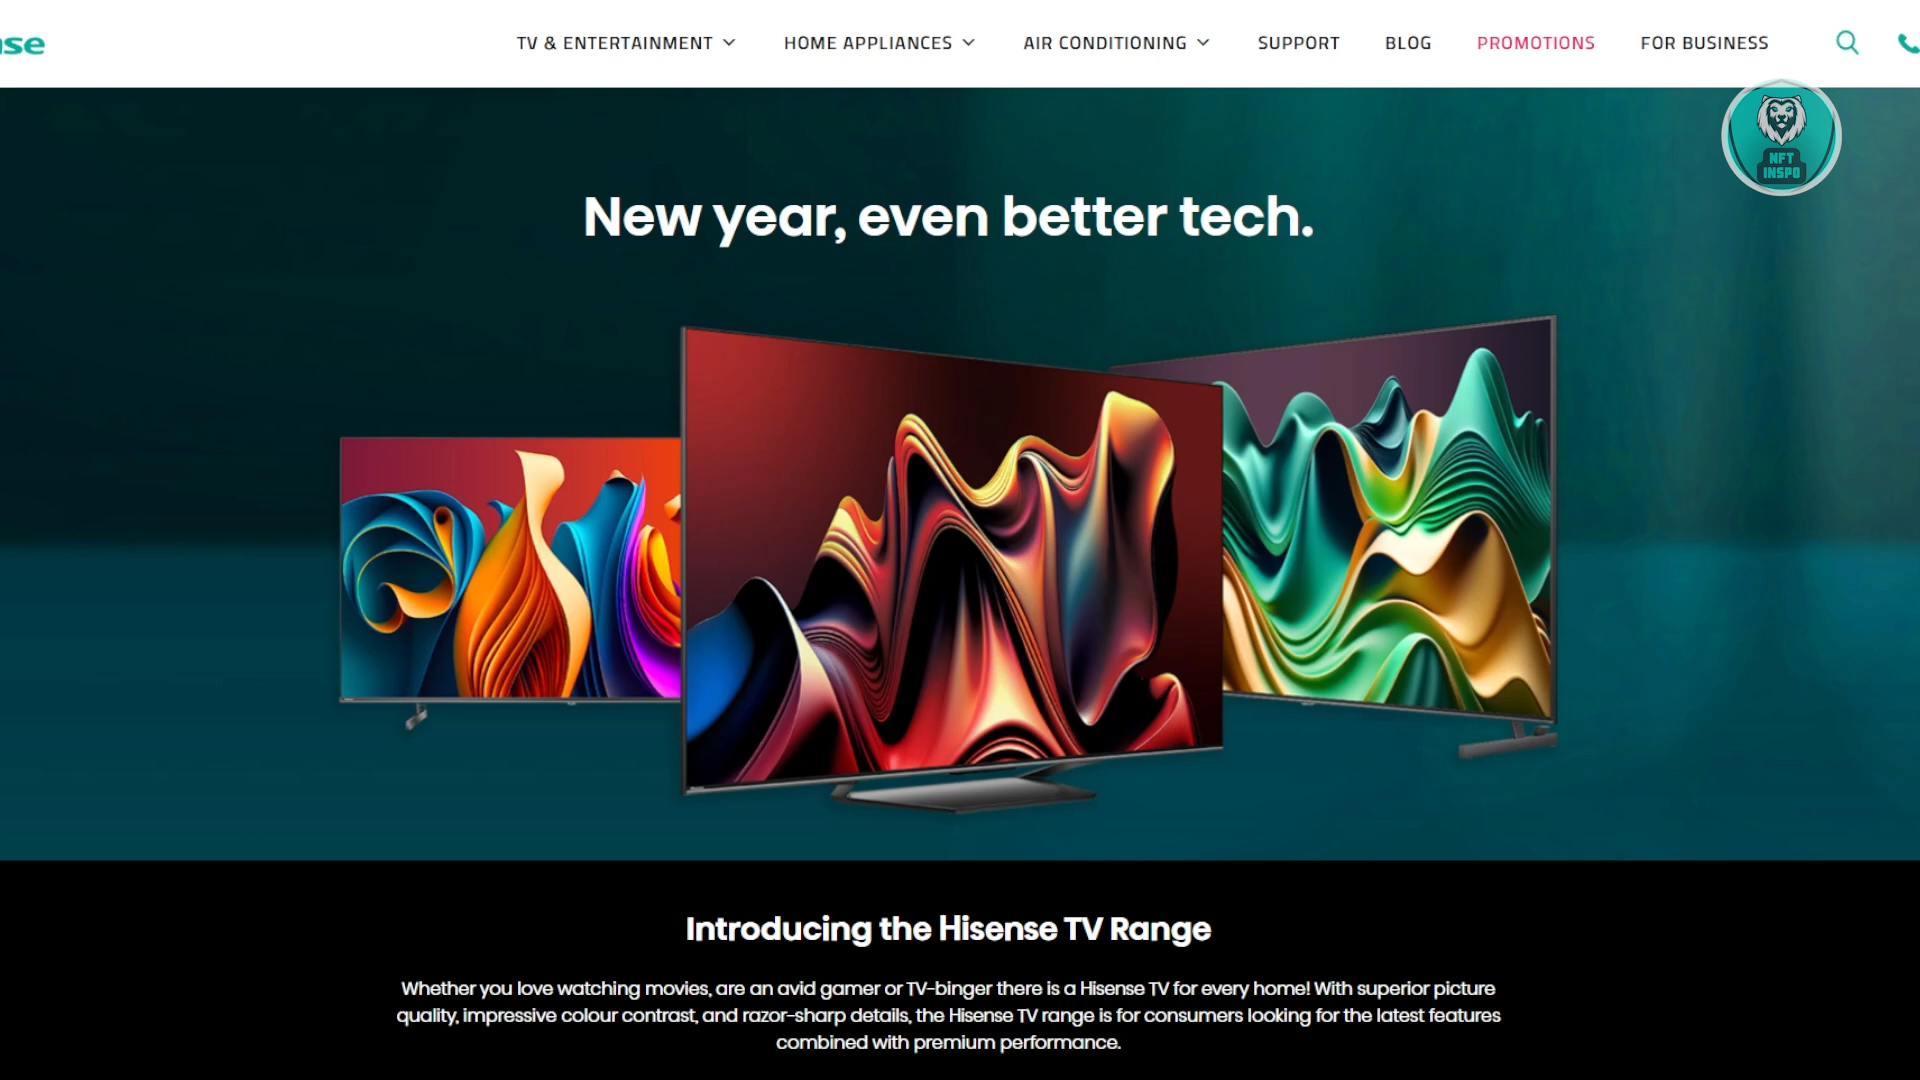 nse
TV & ENTERTAINMENT
HOME APPLIANCES
AIR CONDITIONING
SUPPORT
BLOG
PROMOTIONS
FOR BUSINESS
NFT
INSPO
New year, even better tech.
Introducing the Hisense TV Range
Whether you love watching movies, are an avid gamer or TV-binger there is a Hisense TV for every home! With superior picture
quality, impressive colour contrast, and razor-sharp details, the Hisense TV range is for consumers looking for the latest features
combined with premium performance.